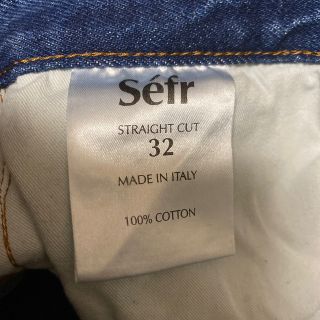 Séfr
STRAIGHT CUT
32
MADE IN ITALY
100% COTTON